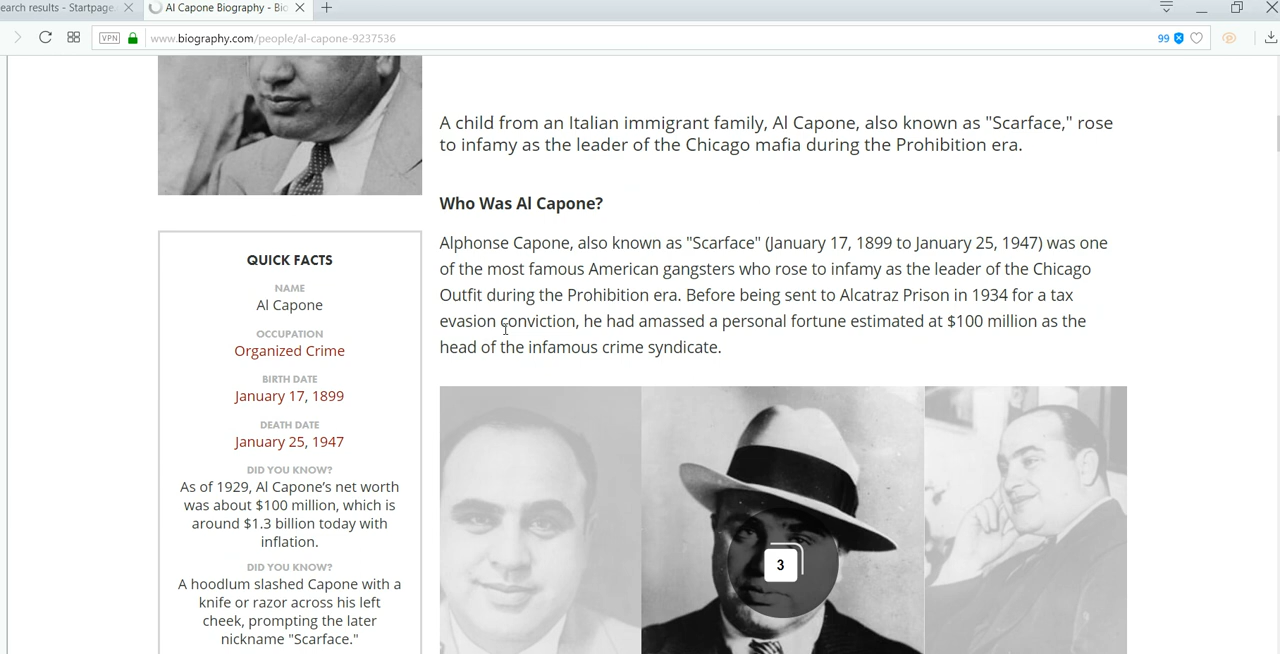 earch results - Startpage.
Al Capone Biography - Bio
VPN
www.biography.com/people/al-capone-9237536
99
A child from an Italian immigrant family, Al Capone, also known as "Scarface," rose
to infamy as the leader of the Chicago mafia during the Prohibition era.
Who Was Al Capone?
Alphonse Capone, also known as "Scarface" (January 17, 1899 to January 25, 1947) was one
of the most famous American gangsters who rose to infamy as the leader of the Chicago
Outfit during the Prohibition era. Before being sent to Alcatraz Prison in 1934 for a tax
evasion conviction, he had amassed a personal fortune estimated at $100 million as the
head of the infamous crime syndicate.
QUICK FACTS
NAME
Al Capone
OCCUPATION
Organized Crime
BIRTH DATE
January 17, 1899
DEATH DATE
January 25, 1947
DID YOU KNOW?
As of 1929, Al Capone's net worth
was about $100 million, which is
around $1.3 billion today with
inflation.
DID YOU KNOW?
A hoodlum slashed Capone with a
knife or razor across his left
cheek, prompting the later
nickname "Scarface."
3